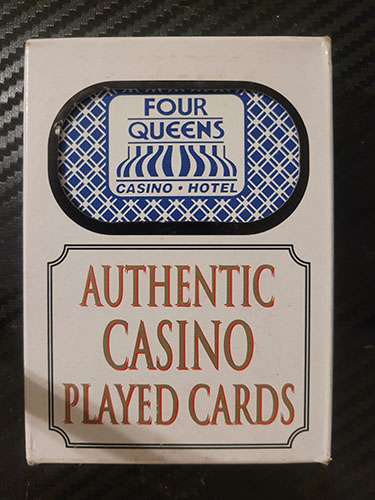 FOUR
QUEENS
CASINO • HOTEL
AUTHENTIC
CASINO
PLAYED CARDS